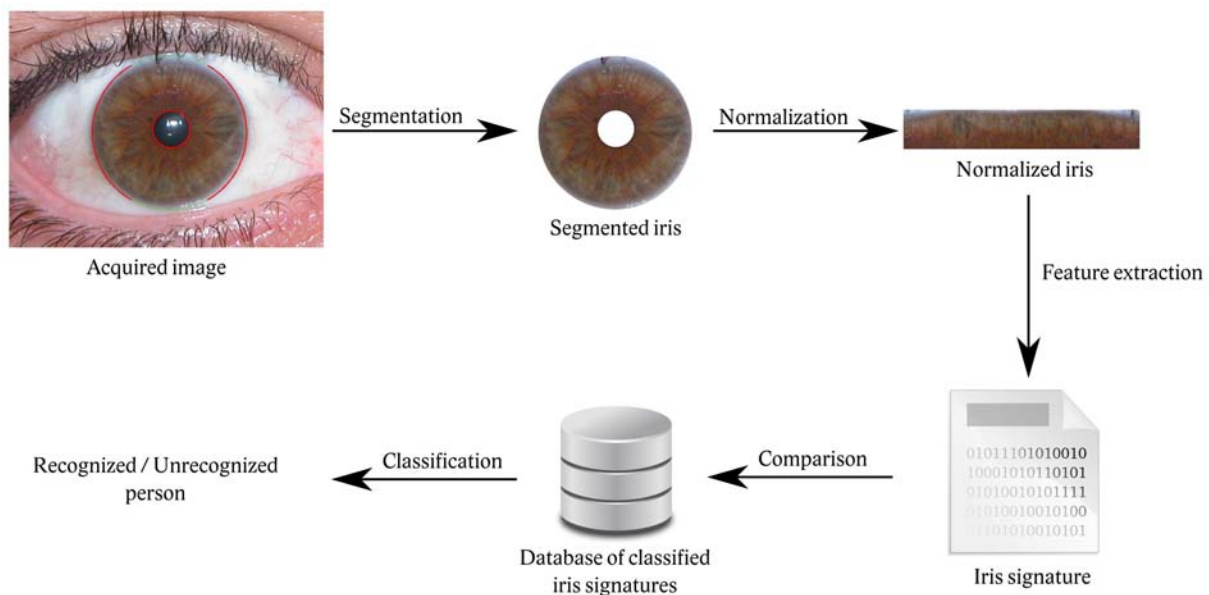 Segmentation
Normalization
Acquired image
Segmented iris
Normalized iris
Feature extraction
01011101010010
10001010110101
01010010101111
01010010010100
01101010010101
Iris signature
Comparison
Database of classified
iris signatures
Classification
Recognized / Unrecognized
person